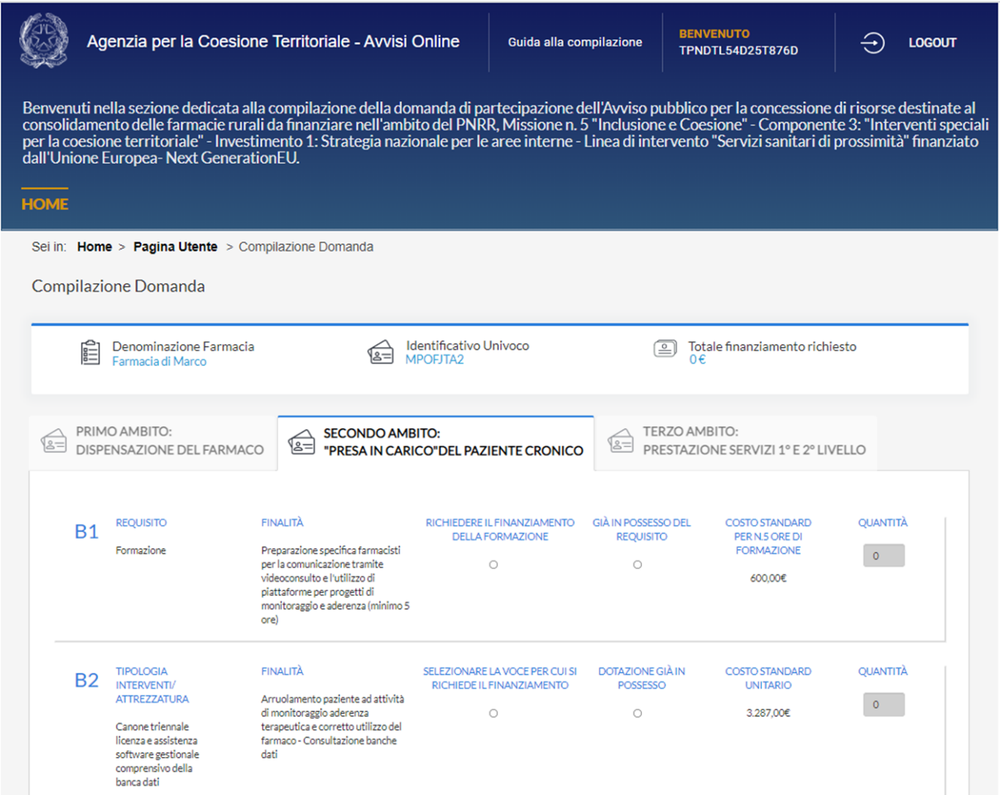 Agenzia per la Coesione Territoriale - Avvisi Online
Guida alla compilazione
BENVENUTO
TPNDTL54D25T876D
LOGOUT
Benvenuti nella sezione dedicata alla compilazione della domanda di partecipazione dell'Avviso pubblico per la concessione di risorse destinate al
consolidamento delle farmacie rurali da finanziare nell'ambito del PNRR, Missione n. 5 "Inclusione e Coesione" - Componente 3: "Interventi speciali
per la coesione territoriale" - Investimento 1: Strategia nazionale per le aree interne - Linea di intervento "Servizi sanitari di prossimità" finanziato
dall'Unione Europea- Next GenerationEU.
HOME
Sei in: Home > Pagina Utente > Compilazione Domanda
Compilazione Domanda
Denominazione Farmacia
Farmacia di Marco
Identificativo Univoco
MPOFJTA2
Totale finanziamento richiesto
0 €
PRIMO AMBITO:
DISPENSAZIONE DEL FARMACO
SECONDO AMBITO:
"PRESA IN CARICO"DEL PAZIENTE CRONICO
TERZO AMBITO:
PRESTAZIONE SERVIZI 1° E 2° LIVELLO
B1
REQUISITO
Formazione
FINALITÀ
Preparazione specifica farmacisti
per la comunicazione tramite
videoconsulto e l'utilizzo di
piattaforme per progetti di
monitoraggio e aderenza (minimo 5
ore)
RICHIEDERE IL FINANZIAMENTO
DELLA FORMAZIONE
GIÀ IN POSSESSO DEL
REQUISITO
COSTO STANDARD
PER N.5 ORE DI
FORMAZIONE
600,00€
QUANTITÀ
0
B2
TIPOLOGIA
INTERVENTI/
ATTREZZATURA
Canone triennale
licenza e assistenza
software gestionale
comprensivo della
banca dati
FINALITÀ
Arruolamento paziente ad attività
di monitoraggio aderenza
terapeutica e corretto utilizzo del
farmaco - Consultazione banche
dati
SELEZIONARE LA VOCE PER CUI SI
RICHIEDE IL FINANZIAMENTO
DOTAZIONE GIÀ IN
POSSESSO
COSTO STANDARD
UNITARIO
3.287,00€
QUANTITÀ
0